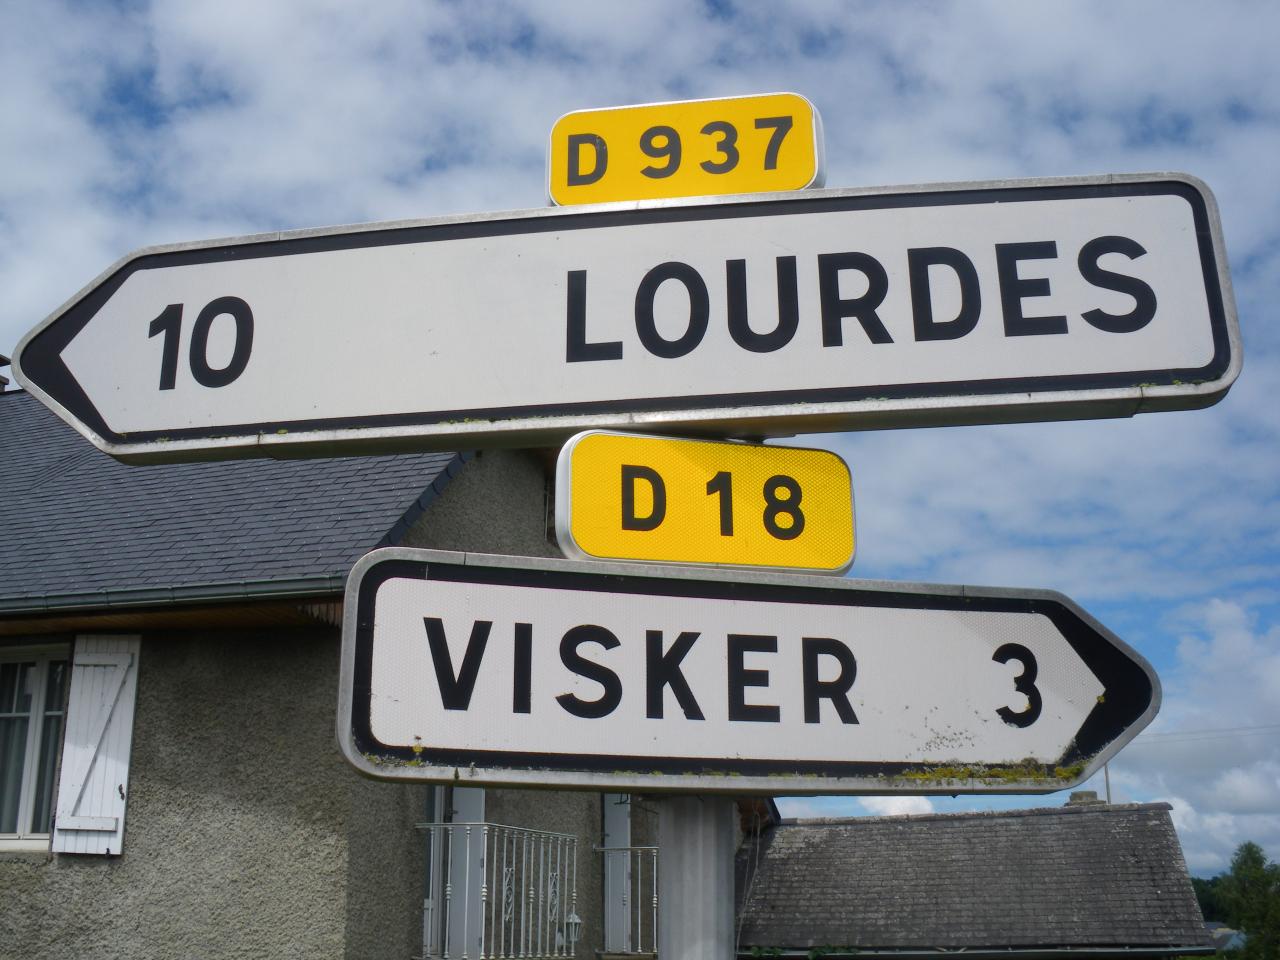 D 937
10 LOURDES
D 18
VISKER 3